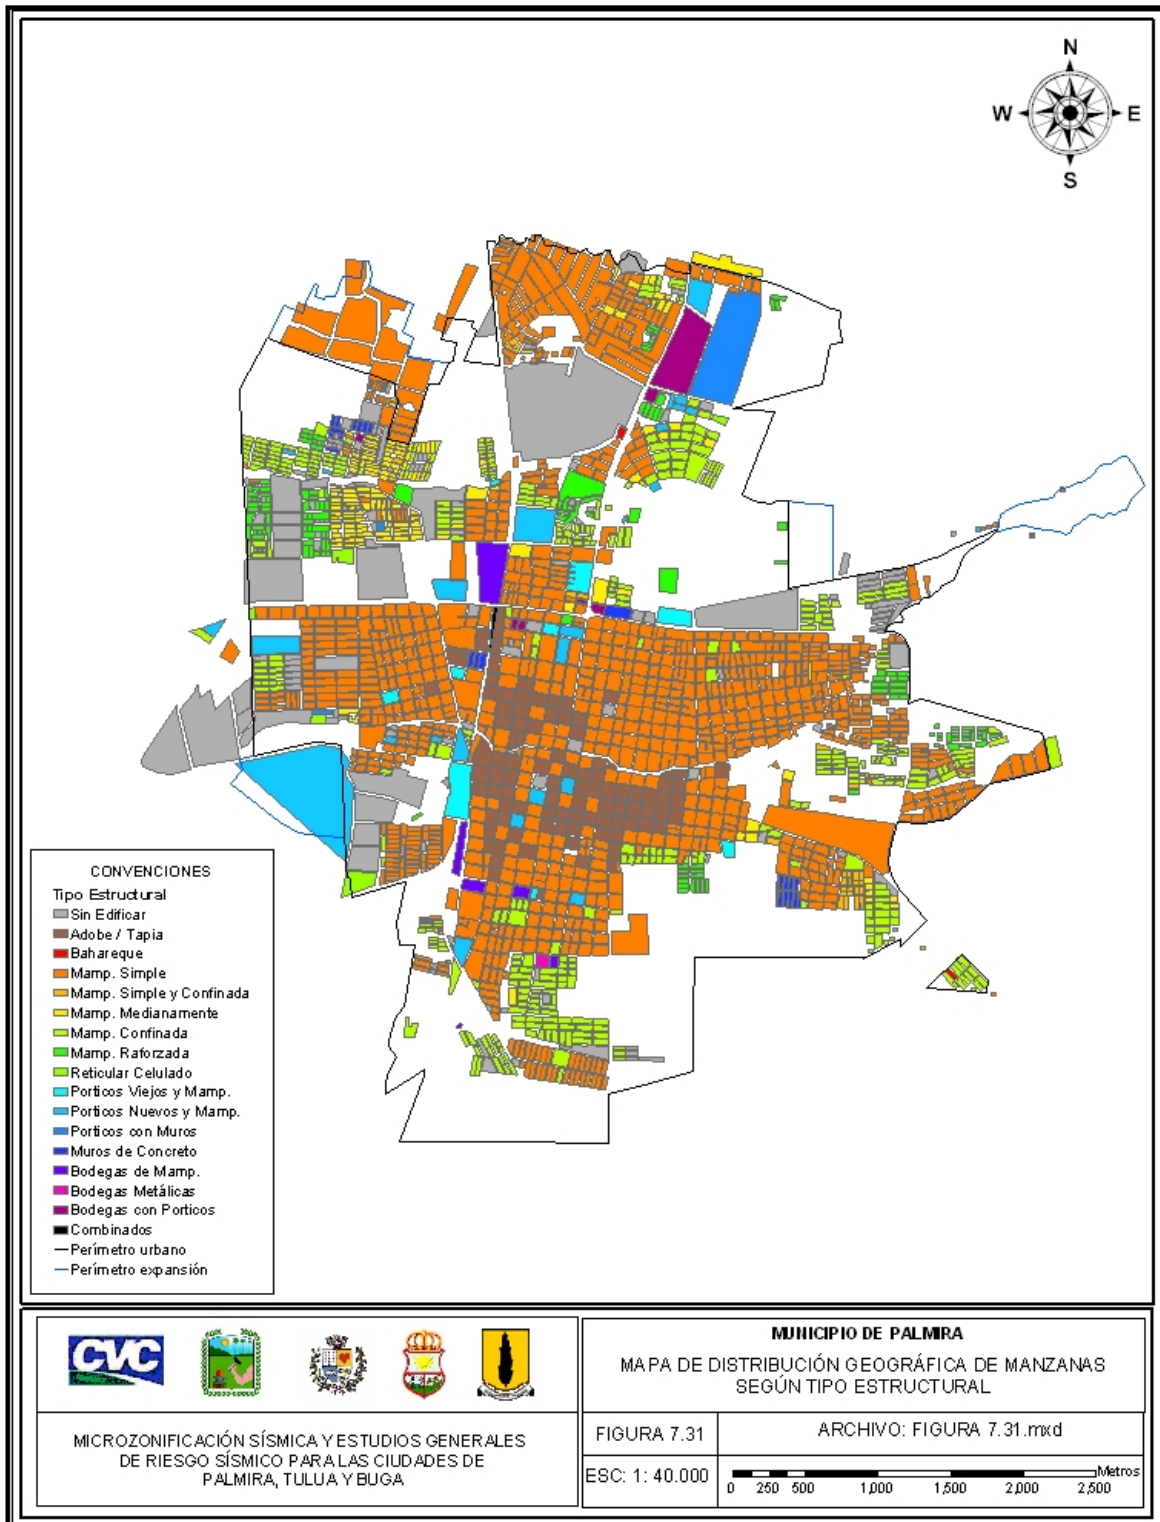 N
W E
S
CONVENCIONES
Tipo Estructural
Sin Edificar
Adobe / Tapia
Bahareque
Mamp. Simple
Mamp. Simple y Confinada
Mamp. Medianamente
Mamp. Confinada
Mamp. Raforzada
Reticular Celulado
Porticos Viejos y Mamp.
Porticos Nuevos y Mamp.
Porticos con Muros
Muros de Concreto
Bodegas de Mamp.
Bodegas Metálicas
Bodegas con Porticos
Combinados
Perímetro urbano
Perímetro expansión
CVC
MICROZONIFICACIÓN SÍSMICA Y ESTUDIOS GENERALES
DE RIESGO SÍSMICO PARA LAS CIUDADES DE
PALMIRA, TULUA Y BUGA
MUNICIPIO DE PALMIRA
MAPA DE DISTRIBUCIÓN GEOGRÁFICA DE MANZANAS
SEGÚN TIPO ESTRUCTURAL
FIGURA 7.31
ARCHIVO: FIGURA 7.31.mxd
ESC: 1: 40.000
Metros
0 250 500 1,000 1,500 2,000 2,500